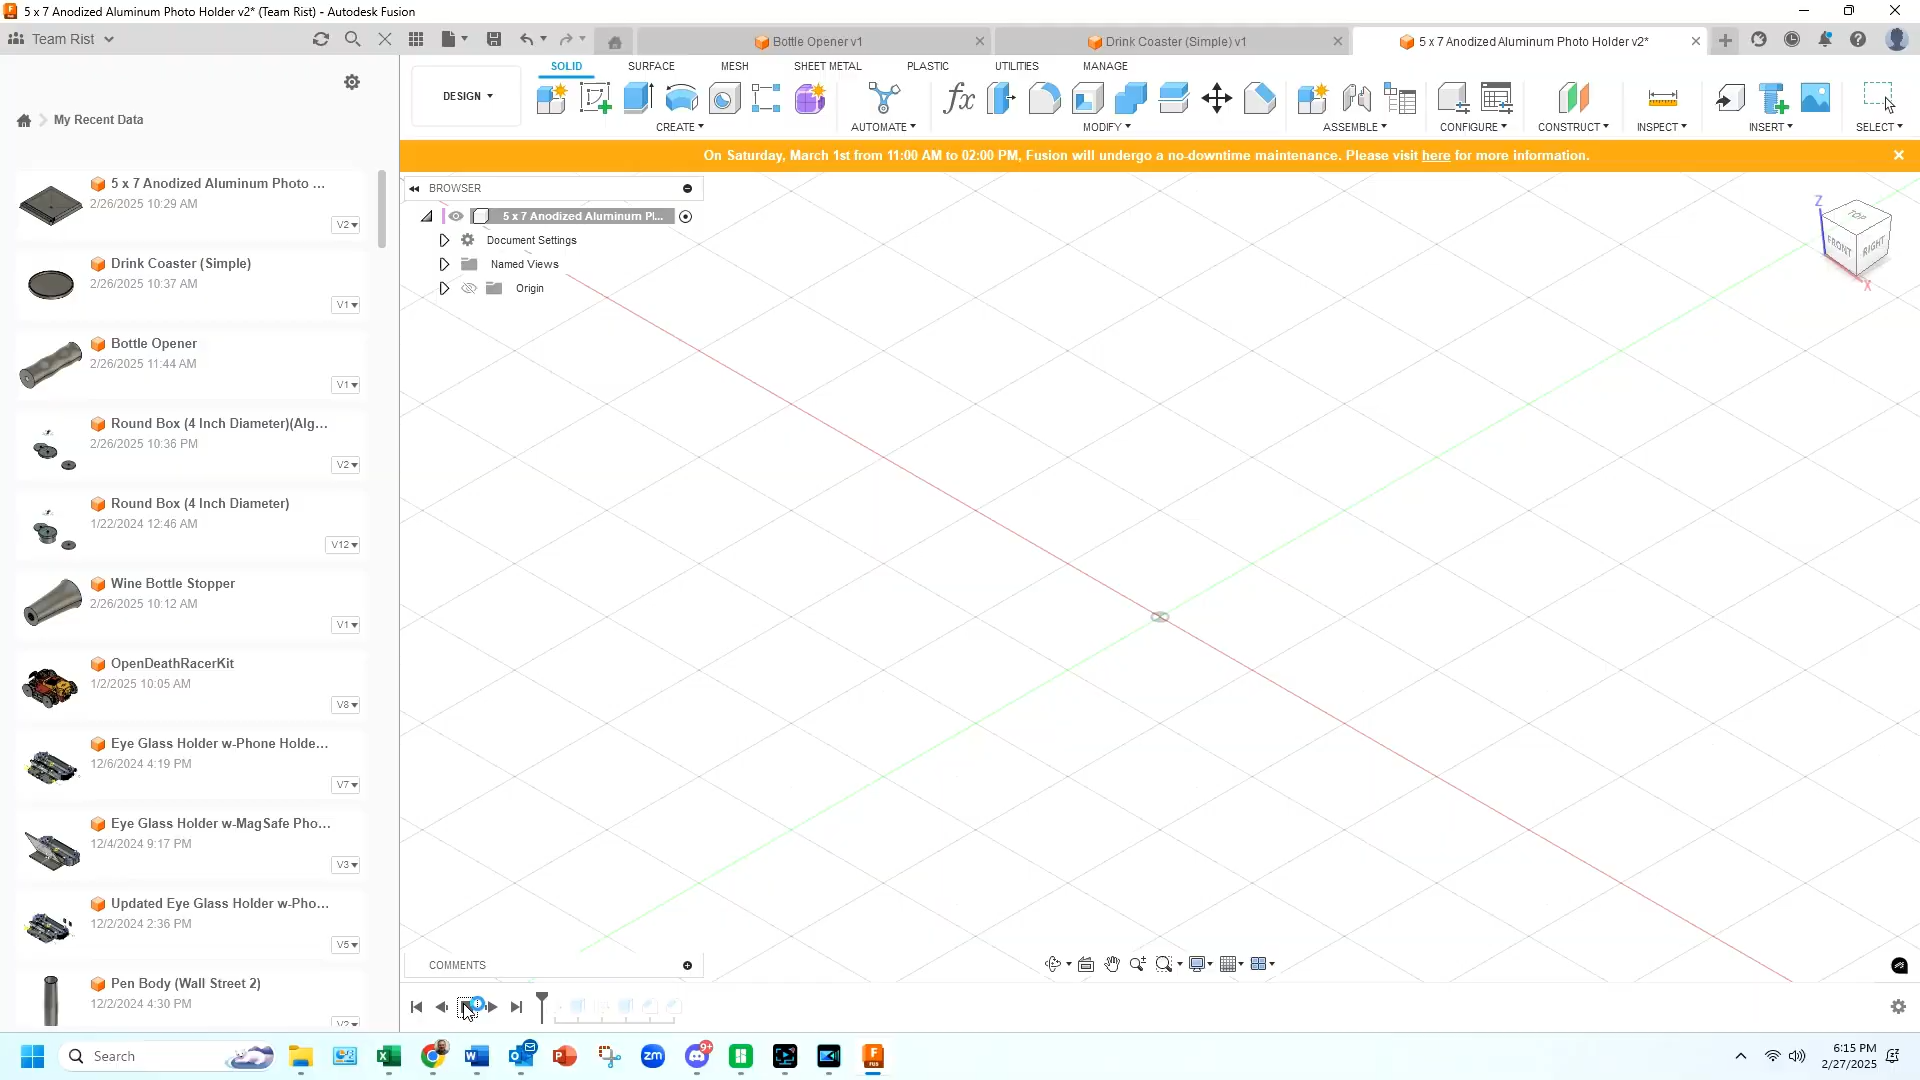 5 x 7 Anodized Aluminum Photo Holder v2* (Team Rist) - Autodesk Fusion
Team Rist
Bottle Opener v1
Drink Coaster (Simple) v1
5 x 7 Anodized Aluminum Photo Holder v2*
SOLID
SURFACE
MESH
SHEET METAL
PLASTIC
UTILITIES
MANAGE
DESIGN
CREATE
AUTOMATE
MODIFY
ASSEMBLE
CONFIGURE
CONSTRUCT
INSPECT
INSERT
SELECT
On Saturday, March 1st from 11:00 AM to 02:00 PM, Fusion will undergo a no-downtime maintenance. Please visit here for more information.
My Recent Data
5 x 7 Anodized Aluminum Photo ...
2/26/2025 10:29 AM
V2
Drink Coaster (Simple)
2/26/2025 10:37 AM
V1
Bottle Opener
2/26/2025 11:44 AM
V1
Round Box (4 Inch Diameter)(Alg...
2/26/2025 10:36 PM
V2
Round Box (4 Inch Diameter)
1/22/2024 12:46 AM
V12
Wine Bottle Stopper
2/26/2025 10:12 AM
V1
OpenDeathRacerKit
1/2/2025 10:05 AM
V8
Eye Glass Holder w-Phone Holde...
12/6/2024 4:19 PM
V7
Eye Glass Holder w-MagSafe Pho...
12/4/2024 9:17 PM
V3
Updated Eye Glass Holder w-Pho...
12/2/2024 2:36 PM
V5
Pen Body (Wall Street 2)
12/2/2024 4:30 PM
V2
BROWSER
5 x 7 Anodized Aluminum Pl...
Document Settings
Named Views
Origin
Z
TOP
FRONT
RIGHT
X
COMMENTS
Search
zm
9+
F
FUS
6:15 PM
2/27/2025